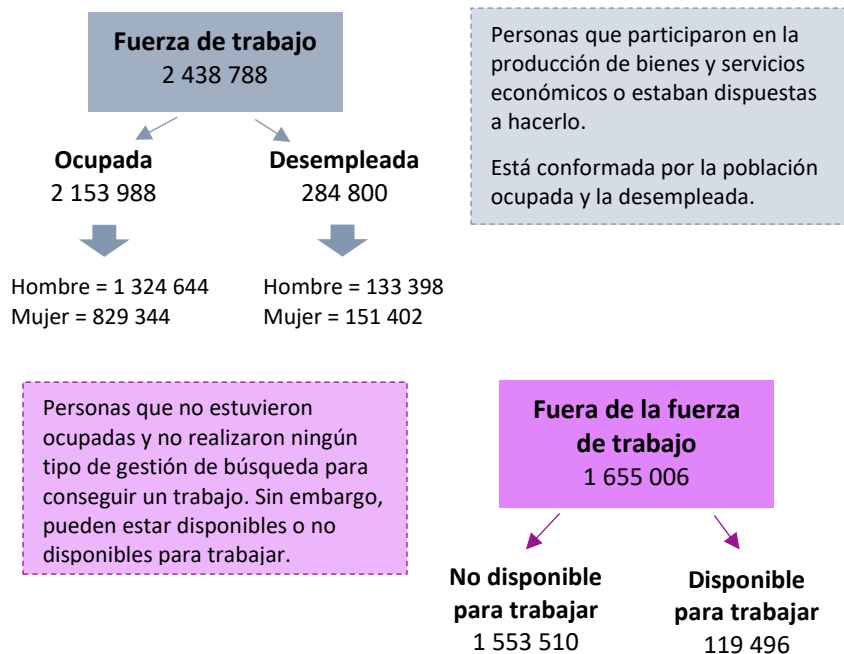 Fuerza de trabajo
2 438 788
Personas que participaron en la
producción de bienes y servicios
económicos o estaban dispuestas
a hacerlo.
Está conformada por la población
ocupada y la desempleada.
Ocupada
2 153 988
Desempleada
284 800
Hombre = 1 324 644
Mujer = 829 344
Hombre = 133 398
Mujer = 151 402
Personas que no estuvieron
ocupadas y no realizaron ningún
tipo de gestión de búsqueda para
conseguir un trabajo. Sin embargo,
pueden estar disponibles o no
disponibles para trabajar.
Fuera de la fuerza
de trabajo
1 655 006
No disponible
para trabajar
1 553 510
Disponible
para trabajar
119 496